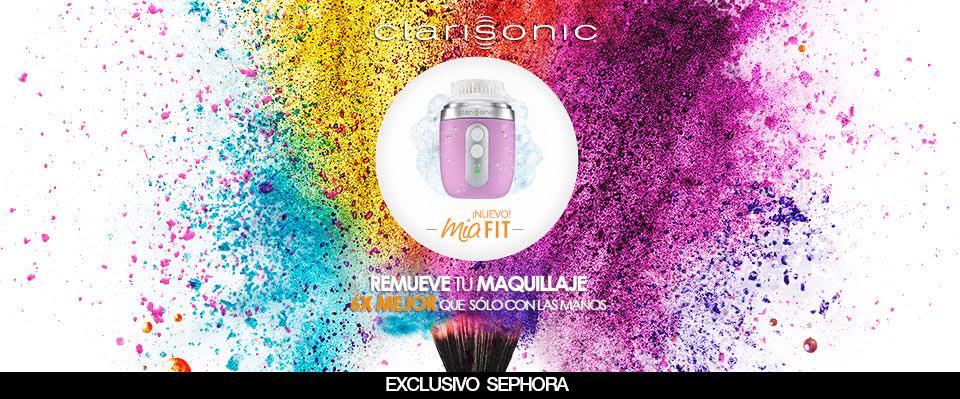 clarisonic
clarisonic
¡NUEVO!
mia FIT
REMUEVE TU MAQUILLAJE
6X MEJOR QUE SÓLO CON LAS MANOS
EXCLUSIVO SEPHORA